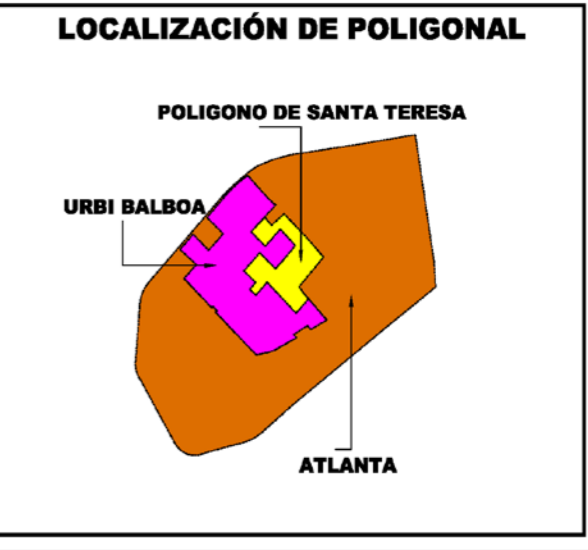 LOCALIZACIÓN DE POLIGONAL
POLIGONO DE SANTA TERESA
URBI BALBOA
ATLANTA